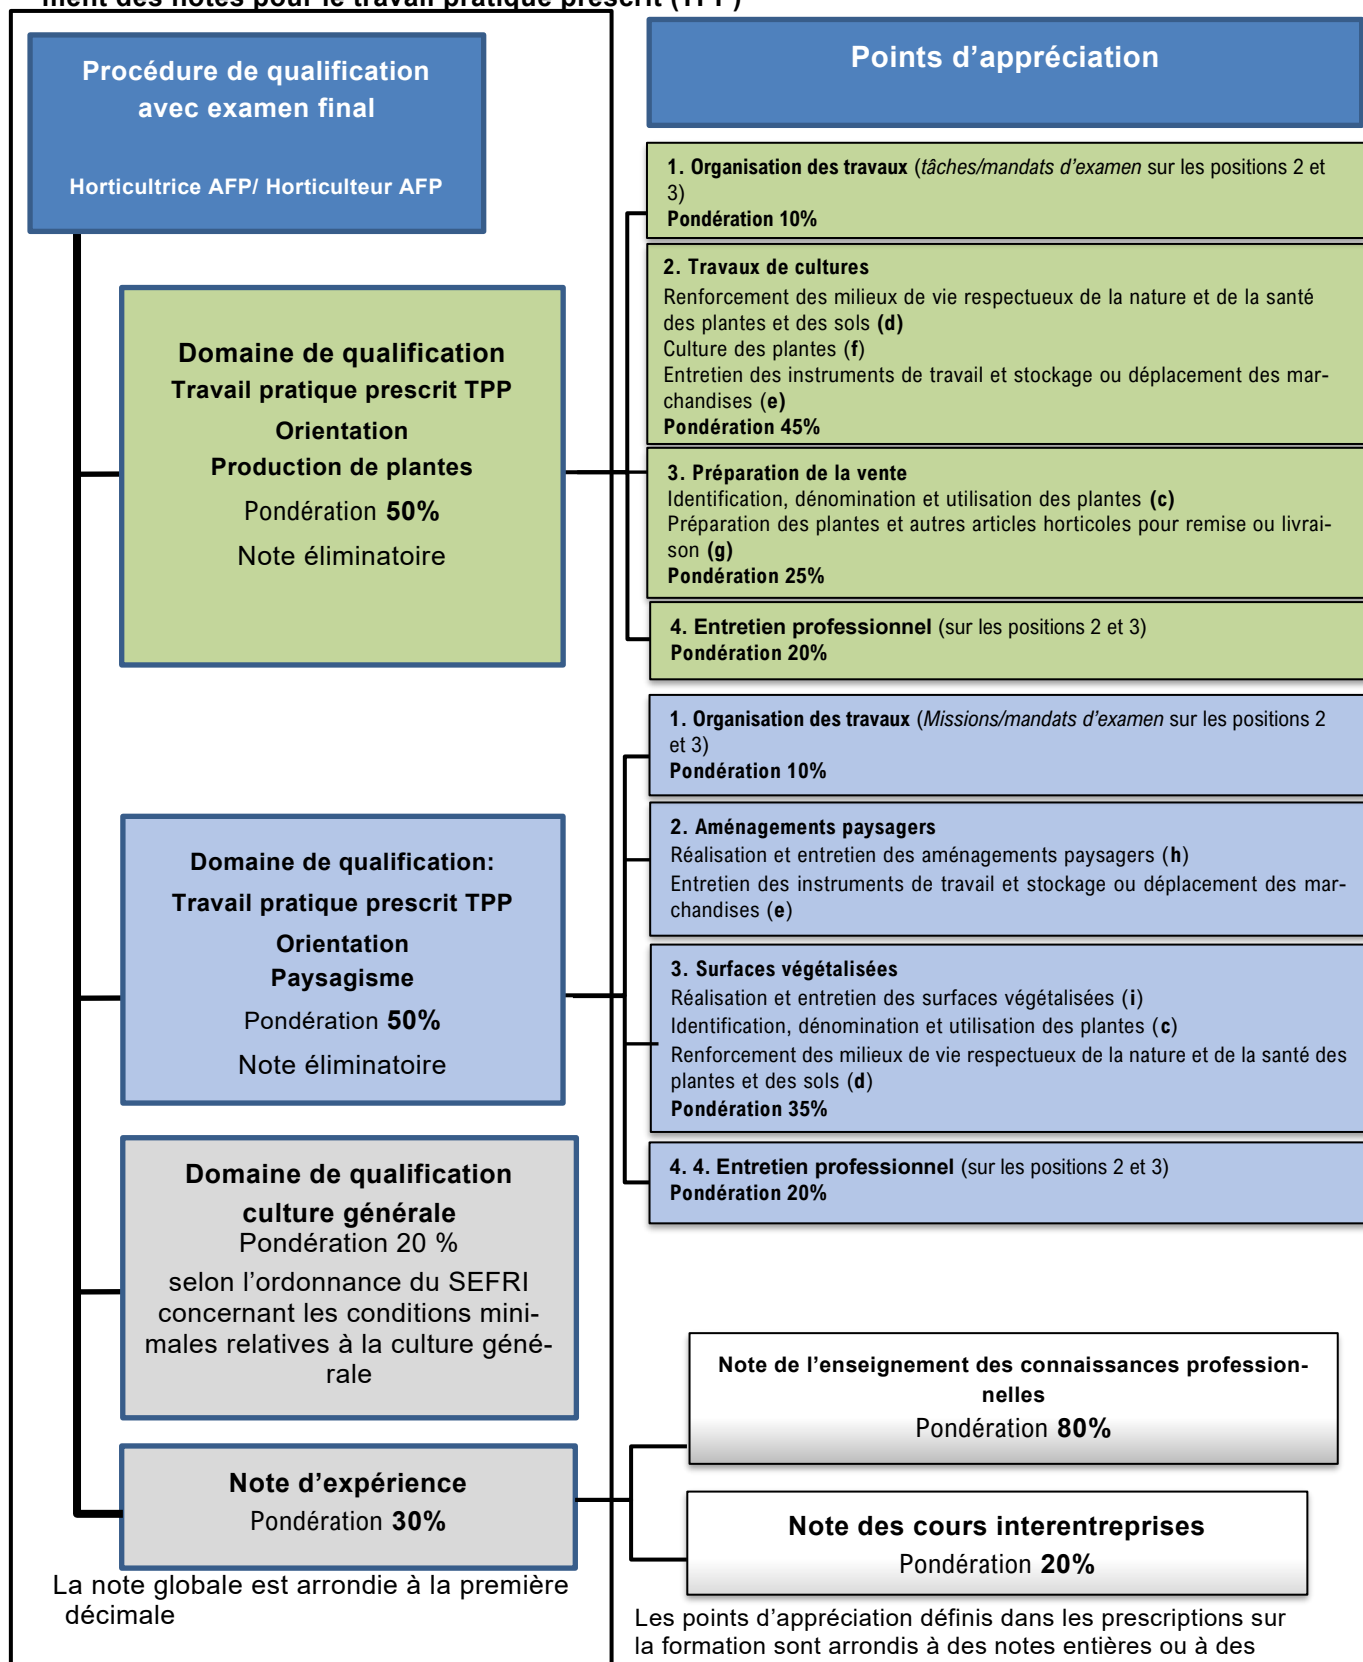 ment des notes pour le travail pratique prescrit (TPP)
Procédure de qualification
avec examen final
Horticultrice AFP/ Horticulteur AFP
Points d’appréciation
1. Organisation des travaux (tâches/mandats d’examen sur les positions 2 et
3)
Pondération 10%
2. Travaux de cultures
Renforcement des milieux de vie respectueux de la nature et de la santé
des plantes et des sols (d)
Culture des plantes (f)
Entretien des instruments de travail et stockage ou déplacement des mar-
chandises (e)
Pondération 45%
Domaine de qualification
Travail pratique prescrit TPP
Orientation
Production de plantes
Pondération 50%
Note éliminatoire
3. Préparation de la vente
Identification, dénomination et utilisation des plantes (c)
Préparation des plantes et autres articles horticoles pour remise ou livrai-
son (g)
Pondération 25%
4. Entretien professionnel (sur les positions 2 et 3)
Pondération 20%
1. Organisation des travaux (Missions/mandats d’examen sur les positions 2
et 3)
Pondération 10%
2. Aménagements paysagers
Réalisation et entretien des aménagements paysagers (h)
Entretien des instruments de travail et stockage ou déplacement des mar-
chandises (e)
Domaine de qualification:
Travail pratique prescrit TPP
Orientation
Paysagisme
Pondération 50%
Note éliminatoire
3. Surfaces végétalisées
Réalisation et entretien des surfaces végétalisées (i)
Identification, dénomination et utilisation des plantes (c)
Renforcement des milieux de vie respectueux de la nature et de la santé des
plantes et des sols (d)
Pondération 35%
4. 4. Entretien professionnel (sur les positions 2 et 3)
Pondération 20%
Domaine de qualification
culture générale
Pondération 20 %
selon l’ordonnance du SEFRI
concernant les conditions mini-
males relatives à la culture géné-
rale
Note de l’enseignement des connaissances profession-
nelles
Pondération 80%
Note d’expérience
Pondération 30%
Note des cours interentreprises
Pondération 20%
La note globale est arrondie à la première
décimale
Les points d’appréciation définis dans les prescriptions sur
la formation sont arrondis à des notes entières ou à des